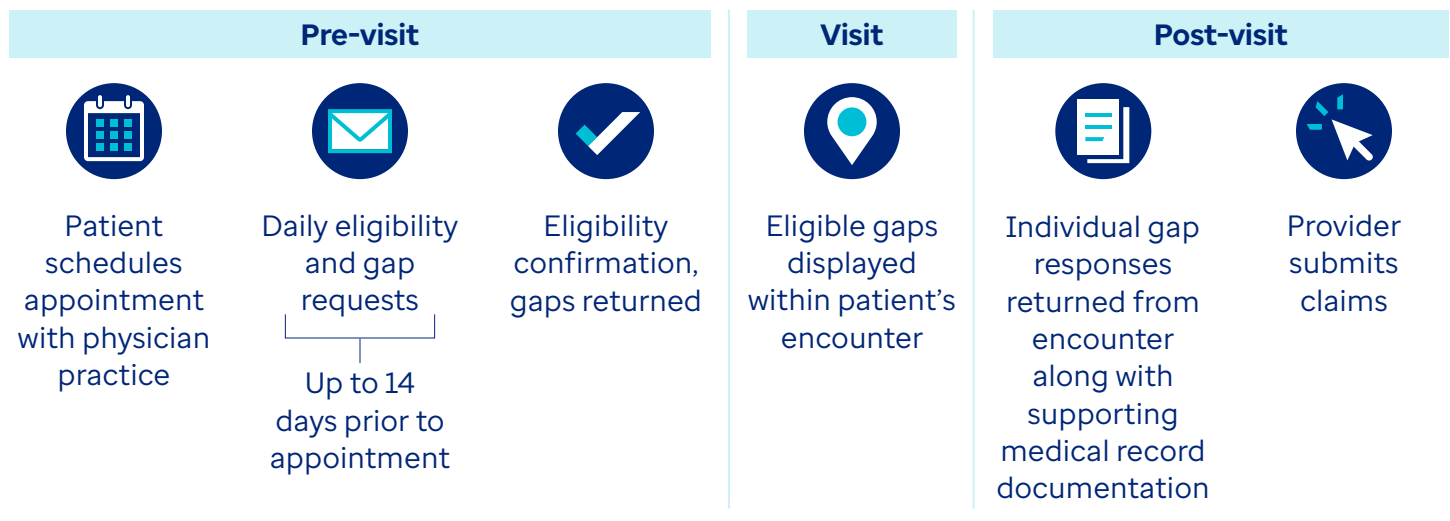 Pre-visit
Patient
schedules
appointment
with physician
practice
Daily eligibility
and gap
requests
Up to 14
days prior to
appointment
Eligibility
confirmation,
gaps returned
Visit
Eligible gaps
displayed
within patient’s
encounter
Post-visit
Individual gap
responses
returned from
encounter
along with
supporting
medical record
documentation
Provider
submits
claims